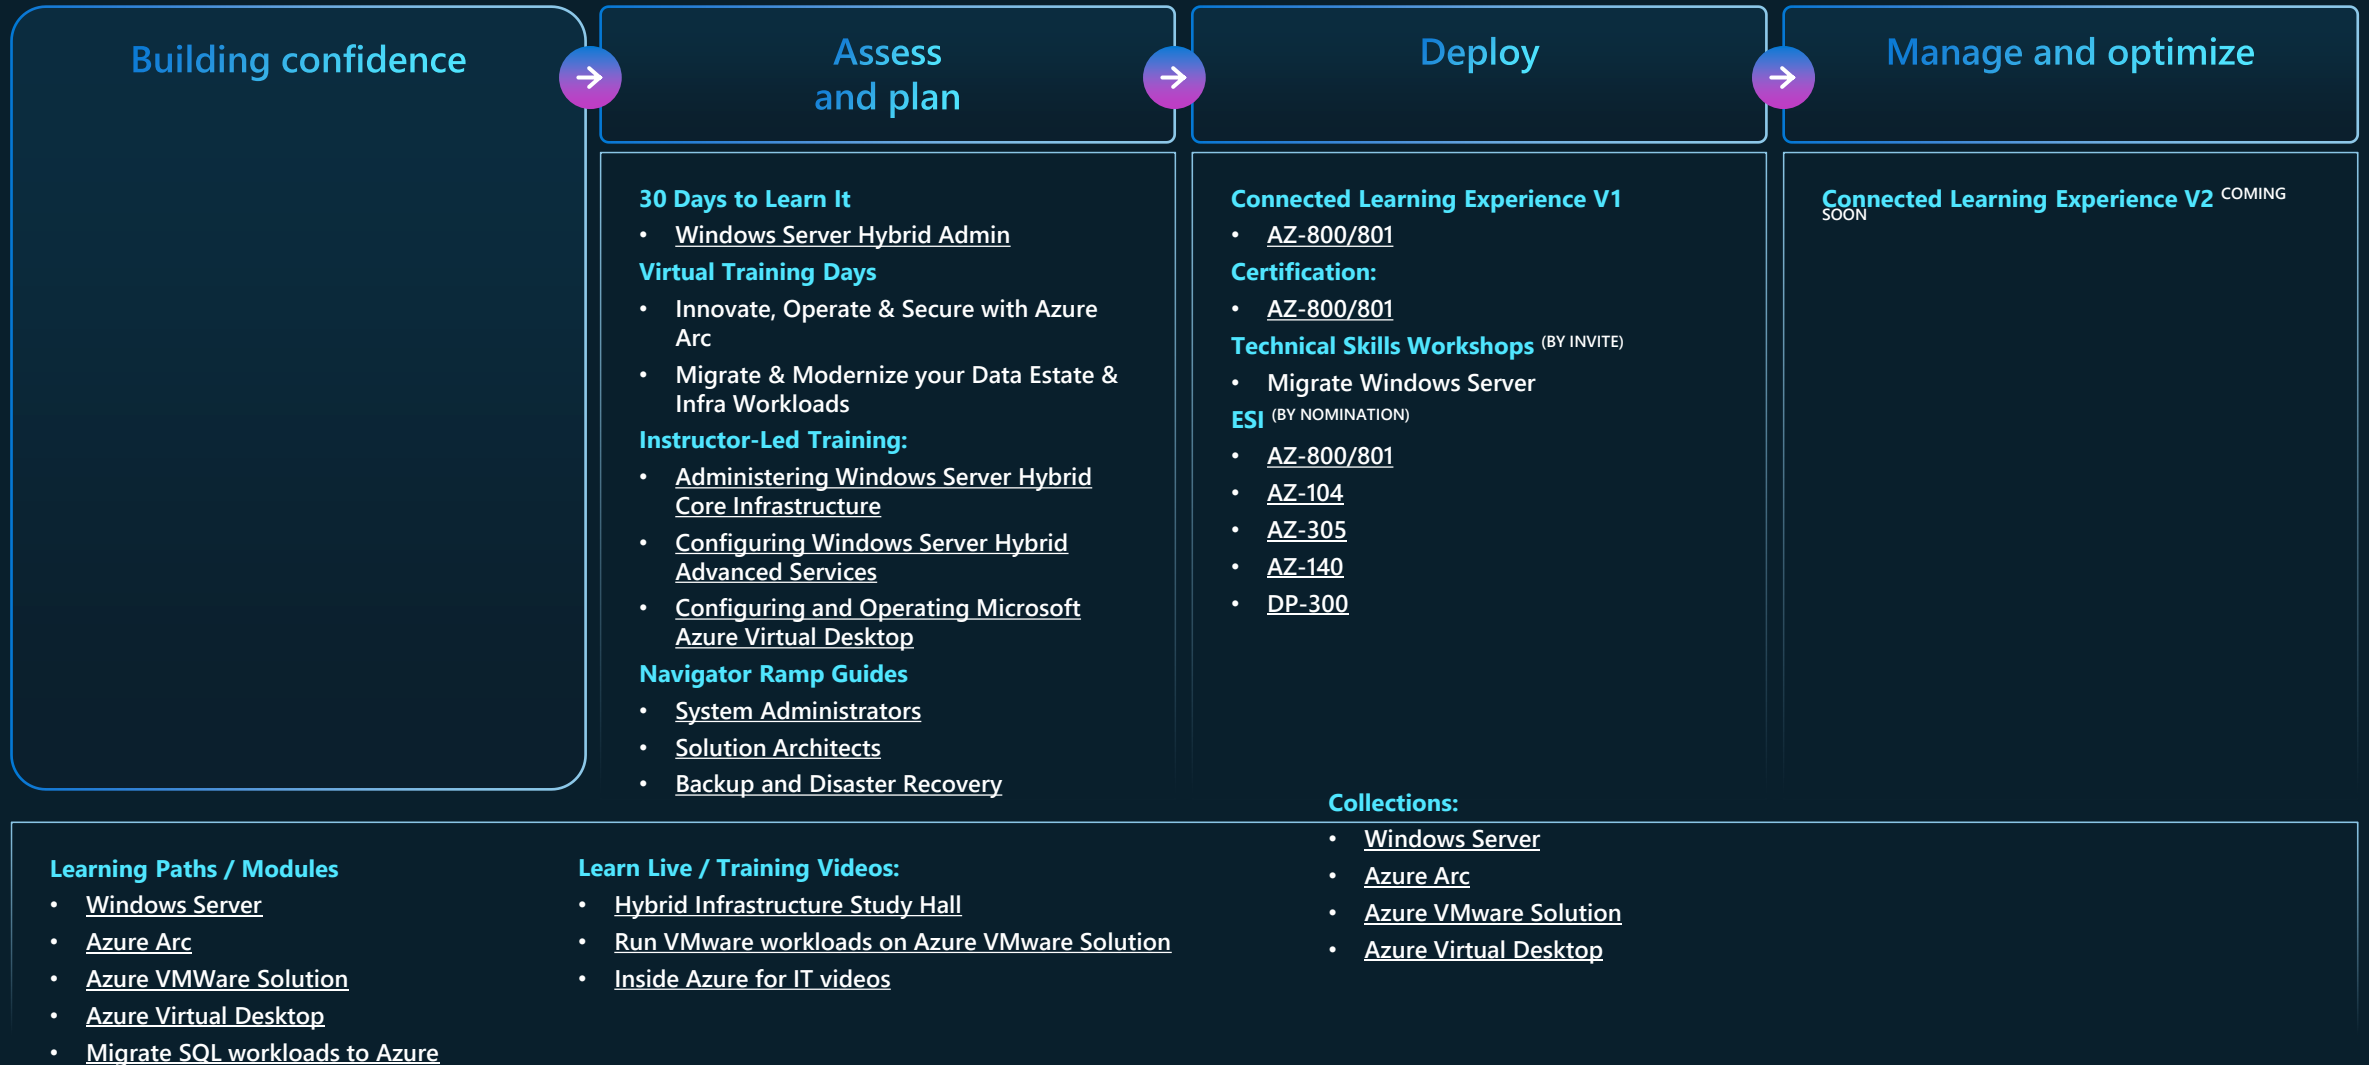 Building confidence
Assess
and plan
Deploy
Manage and optimize
30 Days to Learn It
• Windows Server Hybrid Admin
Virtual Training Days
• Innovate, Operate & Secure with Azure
Arc
• Migrate & Modernize your Data Estate &
Infra Workloads
Instructor-Led Training:
• Administering Windows Server Hybrid
Core Infrastructure
• Configuring Windows Server Hybrid
Advanced Services
• Configuring and Operating Microsoft
Azure Virtual Desktop
Navigator Ramp Guides
• System Administrators
• Solution Architects
• Backup and Disaster Recovery
Connected Learning Experience V1
• AZ-800/801
Certification:
• AZ-800/801
Technical Skills Workshops (BY INVITE)
• Migrate Windows Server
ESI (BY NOMINATION)
• AZ-800/801
• AZ-104
• AZ-305
• AZ-140
• DP-300
Connected Learning Experience V2 COMING
SOON
Learning Paths / Modules
• Windows Server
• Azure Arc
• Azure VMWare Solution
• Azure Virtual Desktop
• Migrate SQL workloads to Azure
Learn Live / Training Videos:
• Hybrid Infrastructure Study Hall
• Run VMware workloads on Azure VMware Solution
• Inside Azure for IT videos
Collections:
• Windows Server
• Azure Arc
• Azure VMware Solution
• Azure Virtual Desktop